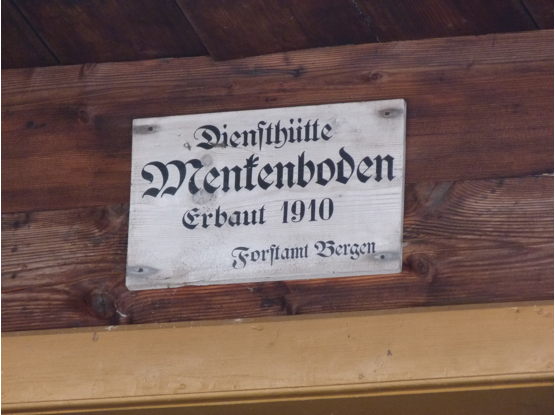 Diensthütte
Menkenboden
Erbaut 1910
Forstamt Bergen